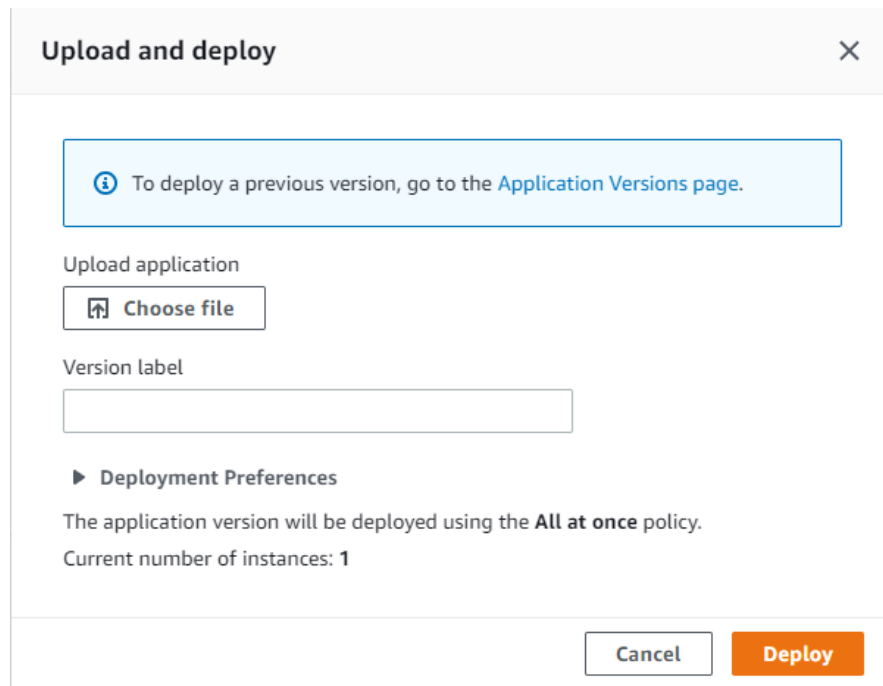 Upload and deploy
To deploy a previous version, go to the Application Versions page.
Upload application
Choose file
Version label
Deployment Preferences
The application version will be deployed using the All at once policy.
Current number of instances: 1
Cancel
Deploy